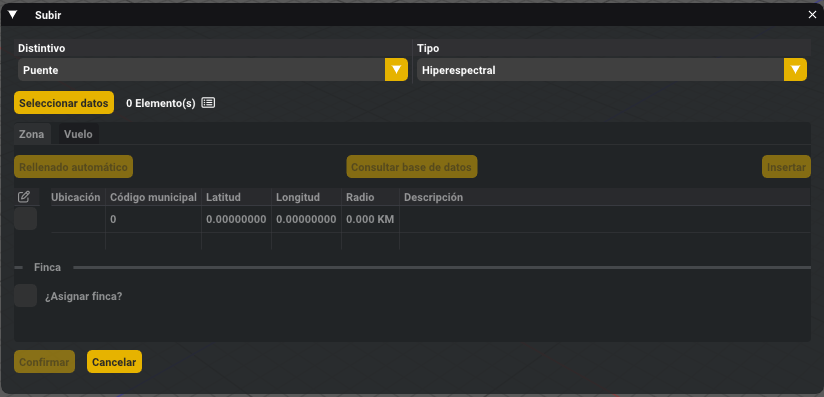 Subir
Distintivo Tipo
Puente Hiperespectral
Seleccionar datos 0 Elemento(s)
Zona Vuelo
Rellenado automático Consultar base de datos Insertar
Ubicación Código municipal Latitud Longitud Radio Descripción
0 0.00000000 0.00000000 0.000 KM
Finca
¿Asignar finca?
Confirmar Cancelar